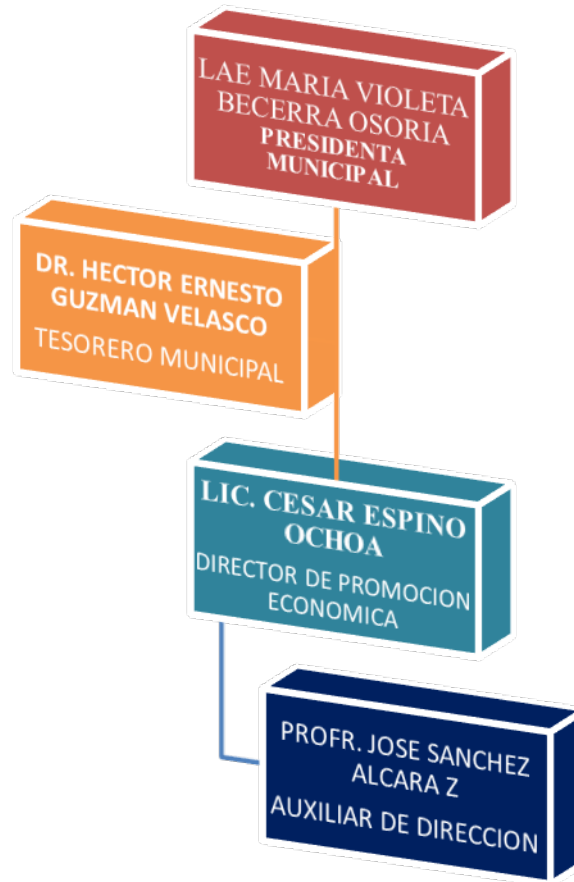 LAE MARIA VIOLETA
BECERRA OSORIA
PRESIDENTA
MUNICIPAL
DR. HECTOR ERNESTO
GUZMAN VELASCO
TESORERO MUNICIPAL
LIC. CESAR ESPINO
OCHOA
DIRECTOR DE PROMOCION
ECONOMICA
PROFR. JOSE SANCHEZ
ALCARA Z
AUXILIAR DE DIRECCION